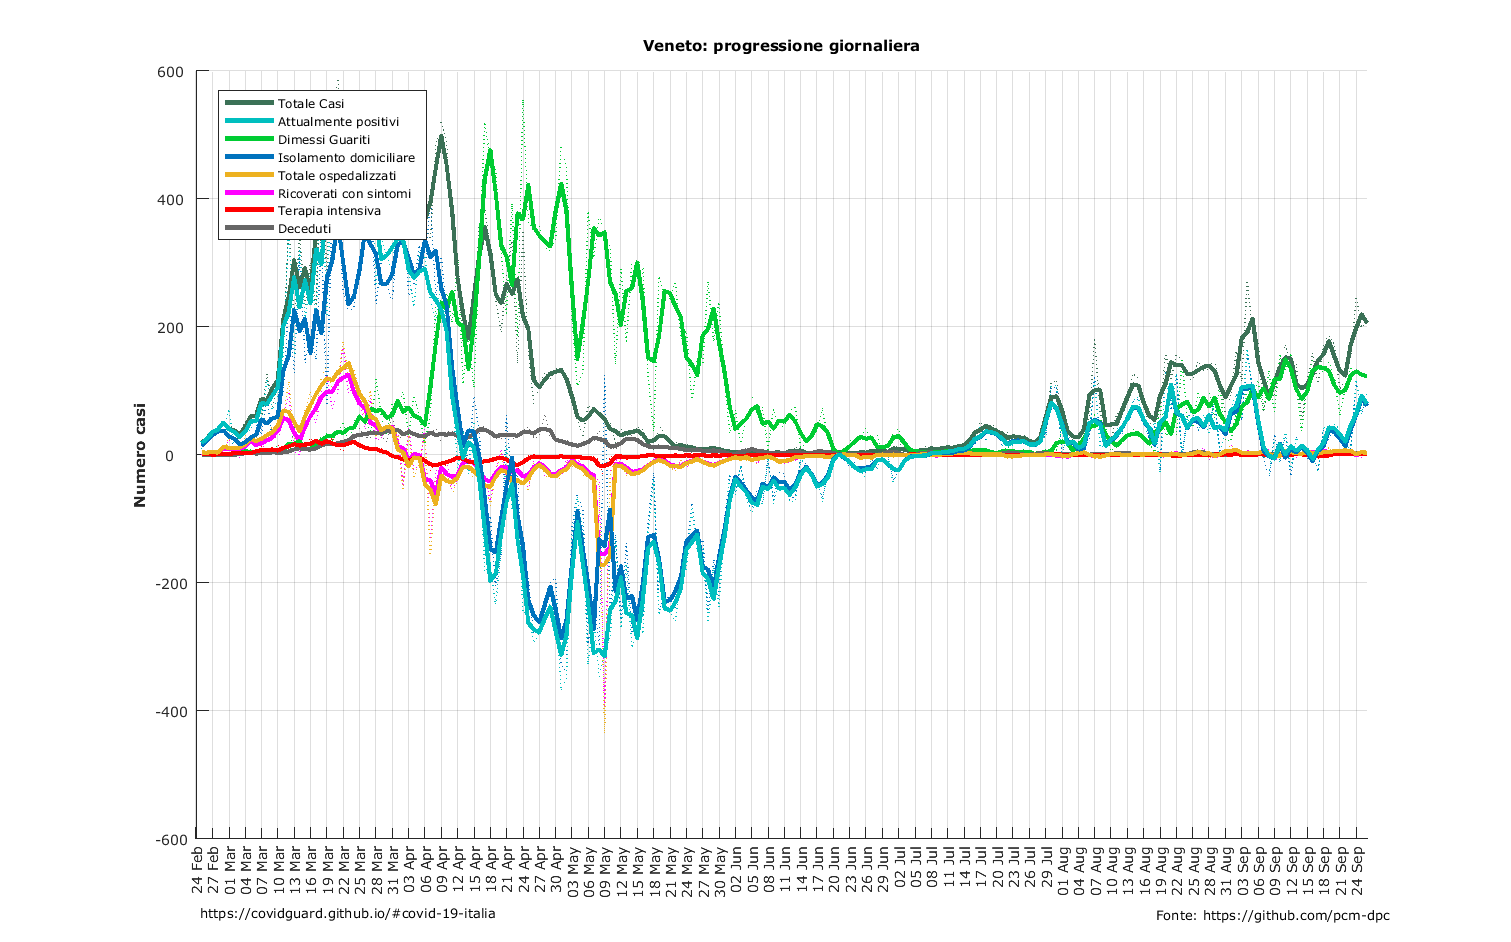 Veneto: progressione giornaliera
Numero casi
600
400
200
0
-200
-400
-600
Totale Casi
Attualmente positivi
Dimessi Guariti
Isolamento domiciliare
Totale ospedalizzati
Ricoverati con sintomi
Terapia intensiva
Deceduti
24 Feb
27 Feb
01 Mar
04 Mar
07 Mar
10 Mar
13 Mar
16 Mar
19 Mar
22 Mar
25 Mar
28 Mar
31 Mar
03 Apr
06 Apr
09 Apr
12 Apr
15 Apr
18 Apr
21 Apr
24 Apr
27 Apr
30 Apr
03 May
06 May
09 May
12 May
15 May
18 May
21 May
24 May
27 May
30 May
02 Jun
05 Jun
08 Jun
11 Jun
14 Jun
17 Jun
20 Jun
23 Jun
26 Jun
29 Jun
02 Jul
05 Jul
08 Jul
11 Jul
14 Jul
17 Jul
20 Jul
23 Jul
26 Jul
29 Jul
01 Aug
04 Aug
07 Aug
10 Aug
13 Aug
16 Aug
19 Aug
22 Aug
25 Aug
28 Aug
31 Aug
03 Sep
06 Sep
09 Sep
12 Sep
15 Sep
18 Sep
21 Sep
24 Sep
https://covidguard.github.io/#covid-19-italia
Fonte: https://github.com/pcm-dpc